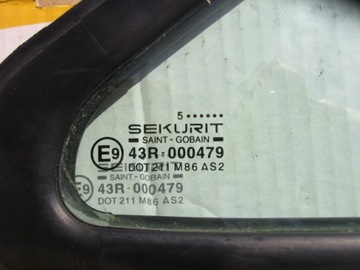 5 ••••••
SEKURIT
SAINT - GOBAIN
E9 43R-000479
DOT 211 M86 AS2
SAINT - GOBAIN
E9 43R-000479
DOT 211 M86 AS2